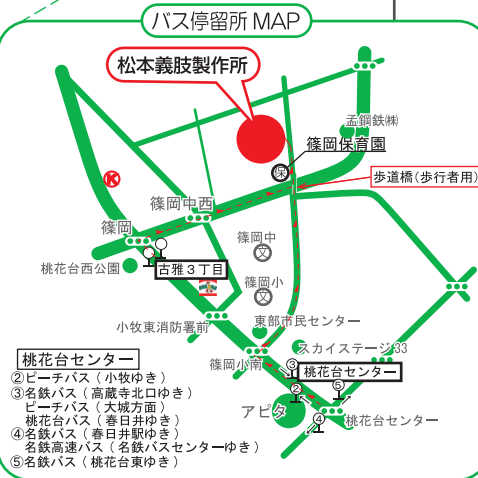 バス停留所 MAP
松本義肢製作所
孟鋼鉄㈱
篠岡保育園
保
歩道橋(歩行者用)
K
篠岡中西
篠岡
篠岡中
文
桃花台西公園
古雅3丁目
篠岡小
文
小牧東消防署前
東部市民センター
スカイステージ33
篠岡小南
③
桃花台センター
②
⑤
アピタ
④
桃花台センター
桃花台センター
②ピーチバス(小牧ゆき)
③名鉄バス(高蔵寺北口ゆき)
ピーチバス(大城方面)
桃花台バス(春日井ゆき)
④名鉄バス(春日井駅ゆき)
名鉄高速バス(名鉄バスセンターゆき)
⑤名鉄バス(桃花台東ゆき)